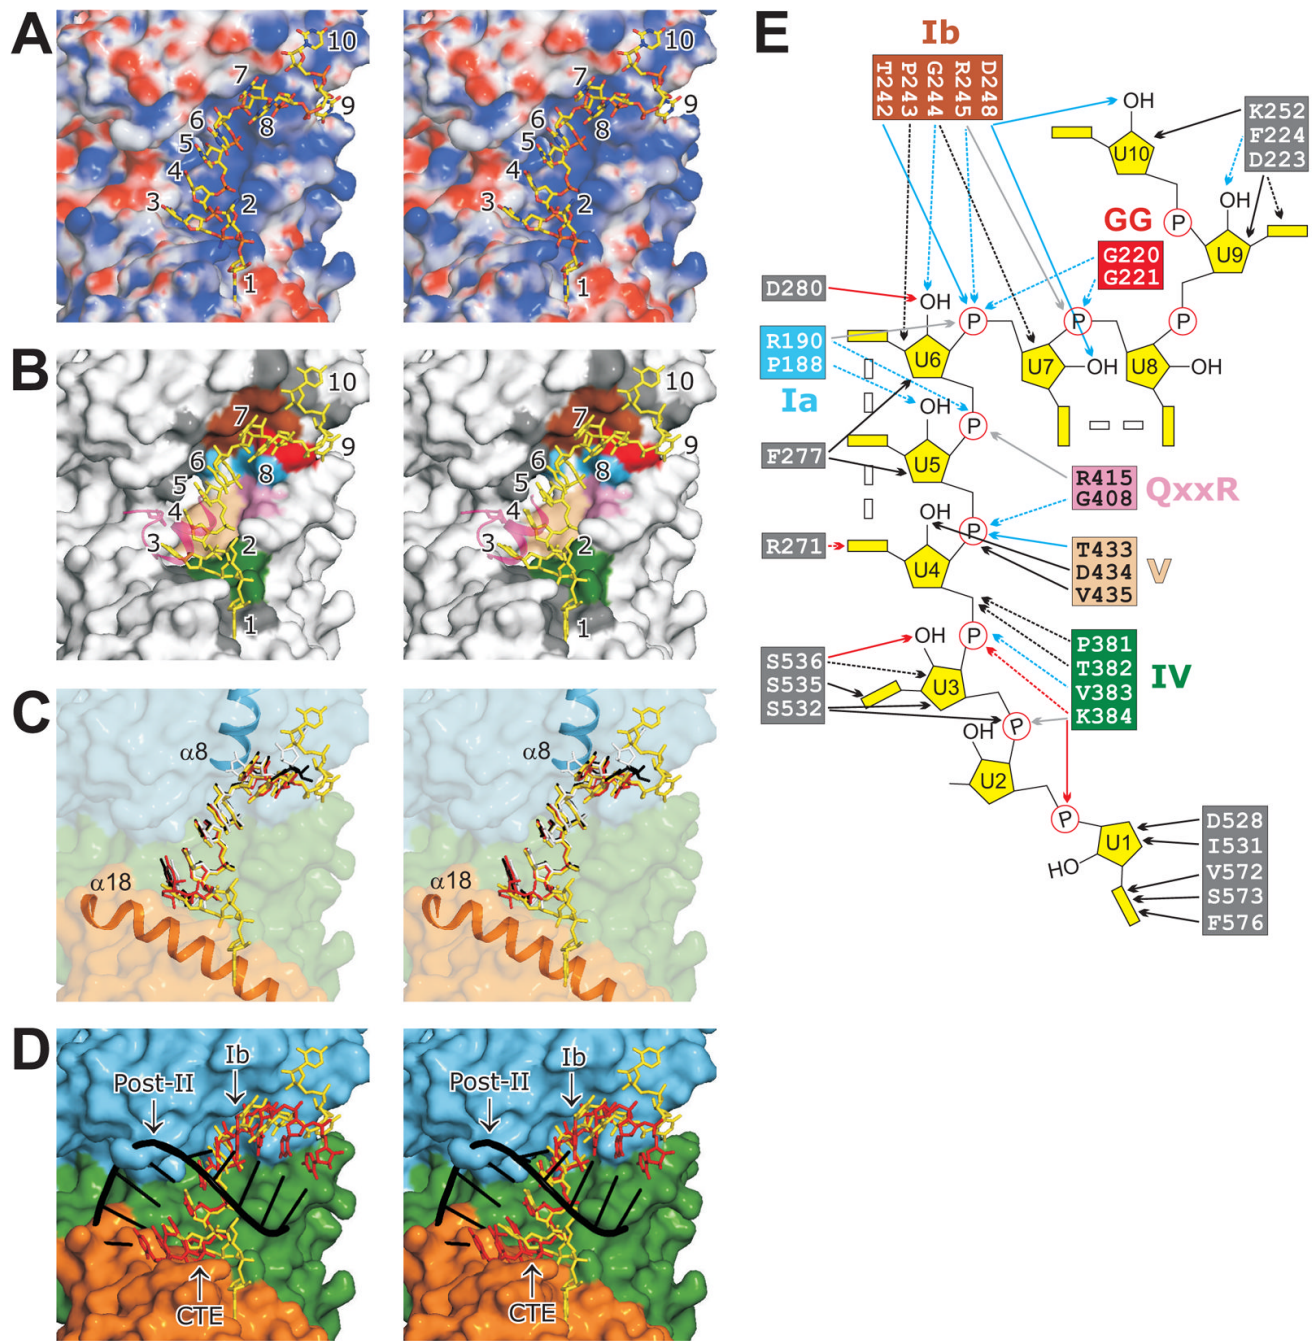 A
10
7
9
6
8
5
4
2
3
1
10
7
9
6
8
5
4
2
3
1
B
10
7
9
6
8
5
4
3
2
1
10
7
9
6
8
5
4
3
2
1
C
α8
α18
α8
α18
D
Ib
Post-II
CTE
Ib
Post-II
CTE
E
Ib
T242
P243
G244
R245
D248
OH
U10
K252
F224
D223
OH
P
U9
GG
G220
G221
D280
OH
P
P
P
R190
P188
U6
U7
OH
U8
OH
Ia
OH
P
F277
U5
R415
G408
QxxR
OH
P
R271
U4
T433
D434
V435
V
OH
P
P381
T382
V383
K384
IV
S536
S535
S532
U3
P
OH
U2
P
U1
HO
D528
I531
V572
S573
F576